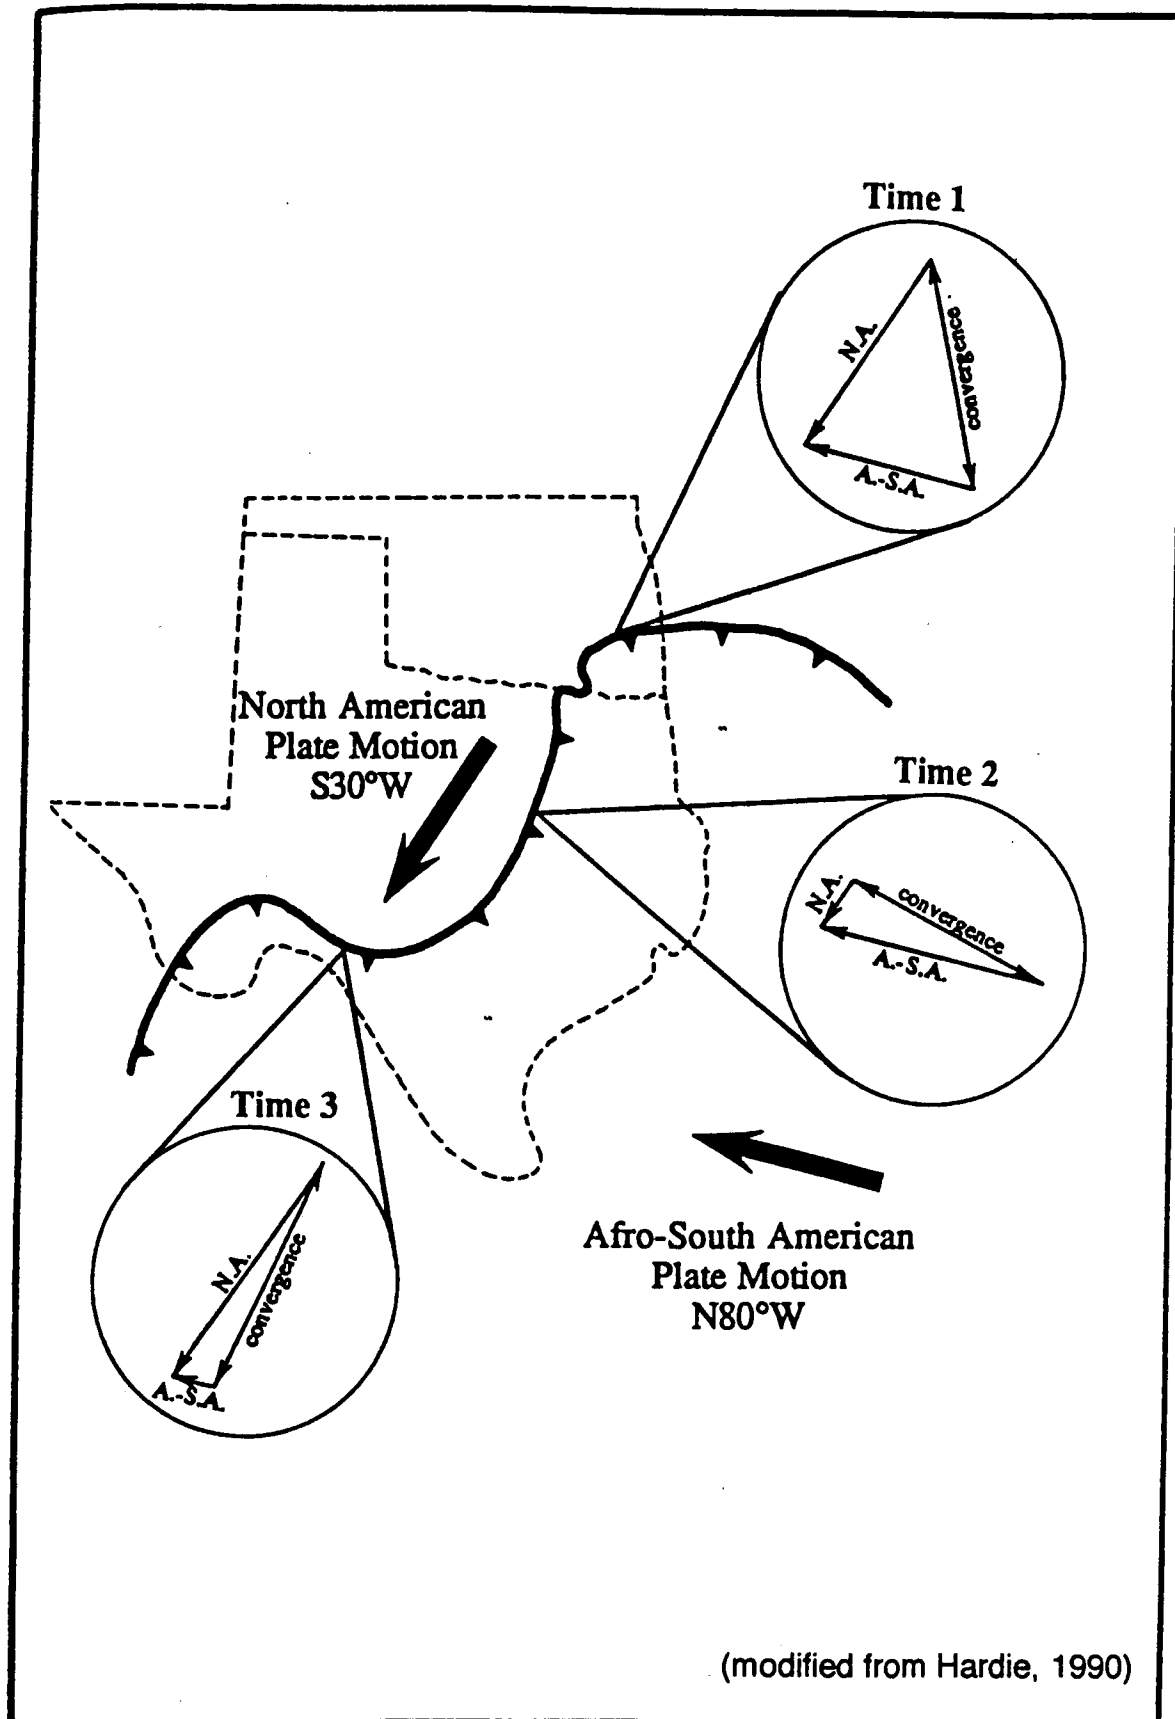 Time 1
N.A.
convergence
A.-S.A.
North American
Plate Motion
S30°W
Time 2
N.A.
convergence
A.-S.A.
Time 3
N.A.
convergence
A.-S.A.
Afro-South American
Plate Motion
N80°W
(modified from Hardie, 1990)